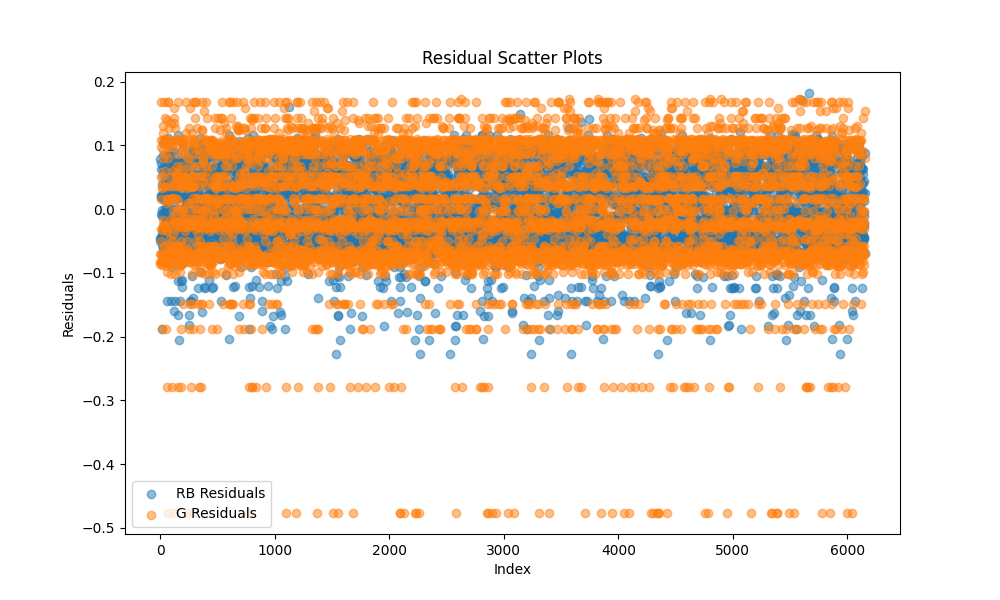 Residual Scatter Plots
Residuals
0.2
0.1
0.0
−0.1
−0.2
−0.3
−0.4
−0.5
RB Residuals
G Residuals
0 1000 2000 3000 4000 5000 6000
Index